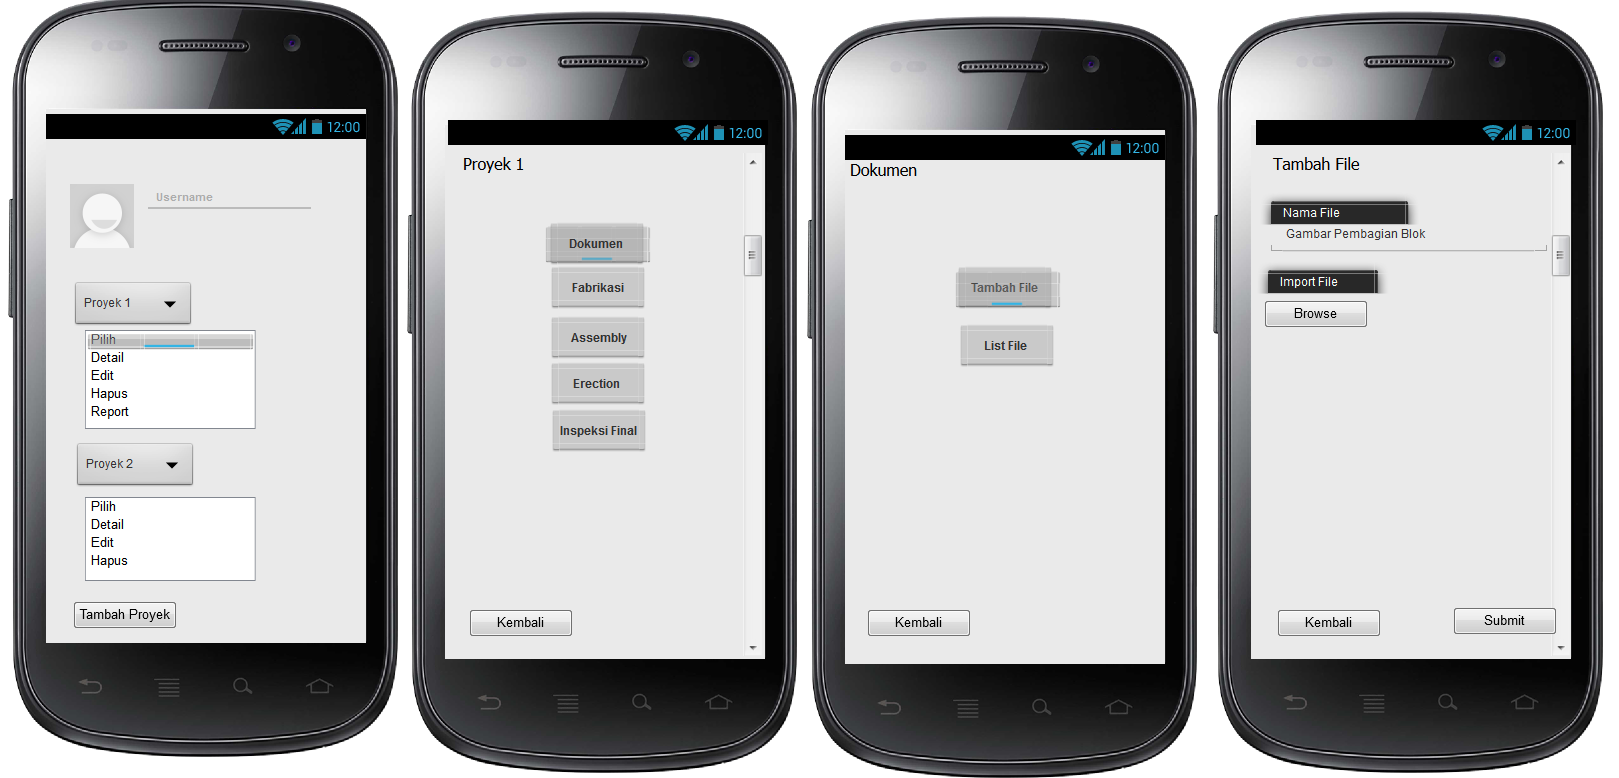 12:00
Username
Proyek 1
Pilih
Detail
Edit
Hapus
Report
Proyek 2
Pilih
Detail
Edit
Hapus
Tambah Proyek
12:00
Proyek 1
Dokumen
Fabrikasi
Assembly
Erection
Inspeksi Final
Kembali
12:00
Dokumen
Tambah File
List File
Kembali
12:00
Tambah File
Nama File
Gambar Pembagian Blok
Import File
Browse
Kembali
Submit